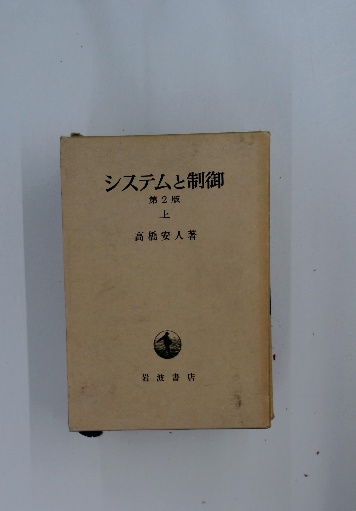 システムと制御
第2版
上
高橋安人著
岩波書店